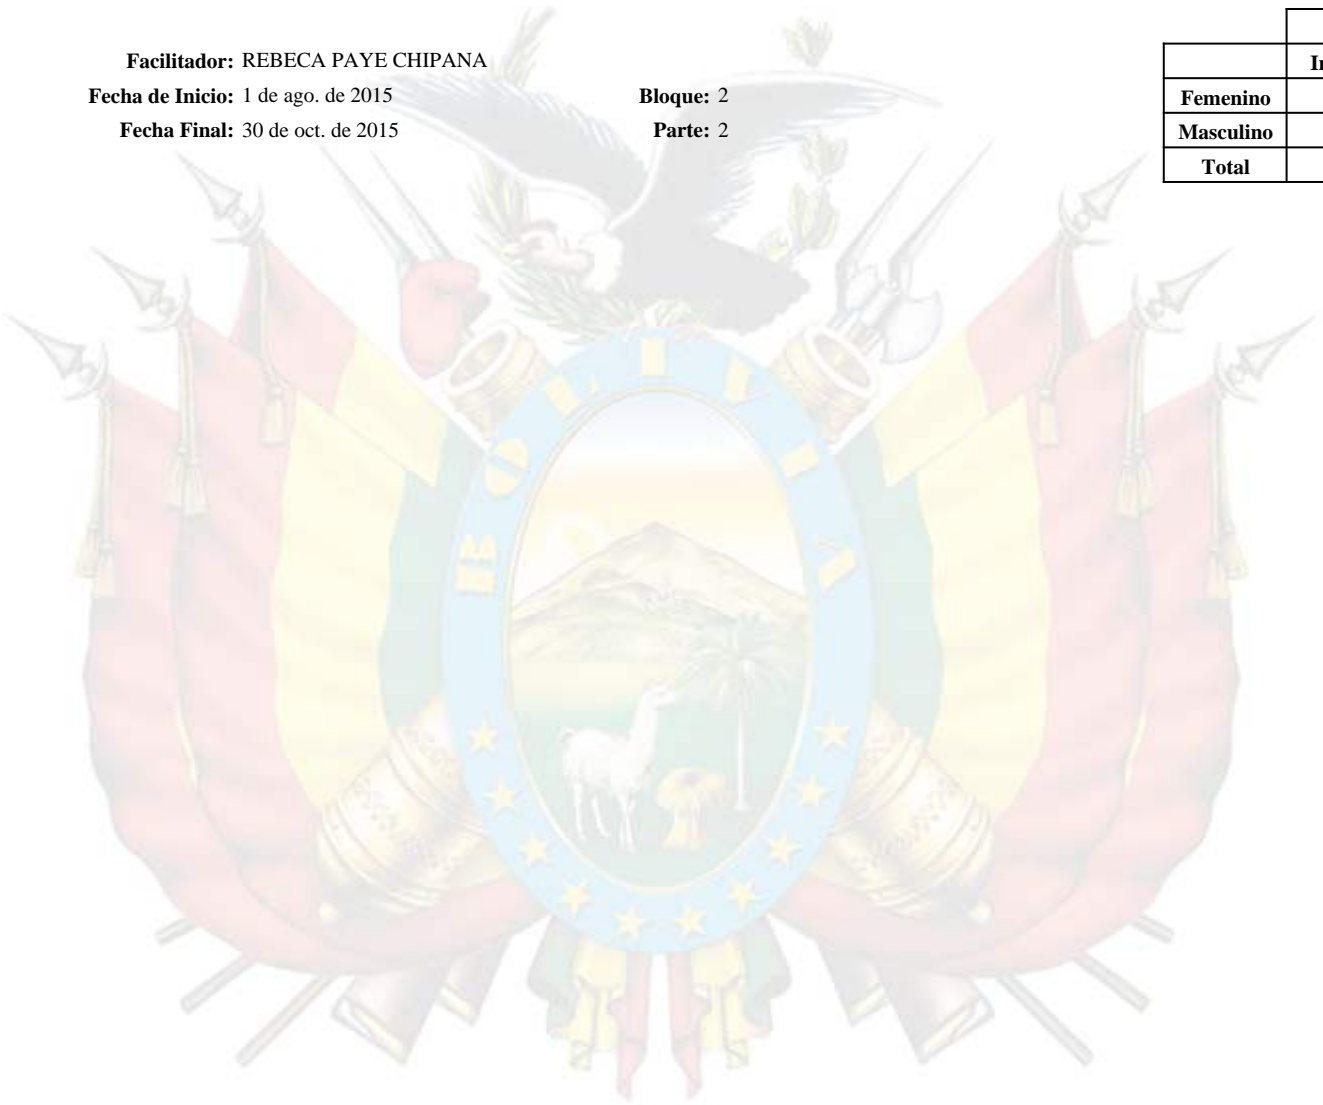 Facilitador: REBECA PAYE CHIPANA
Fecha de Inicio: 1 de ago. de 2015 Bloque: 2
Fecha Final: 30 de oct. de 2015 Parte: 2
Femenino
Masculino
Total
BOLIVIA